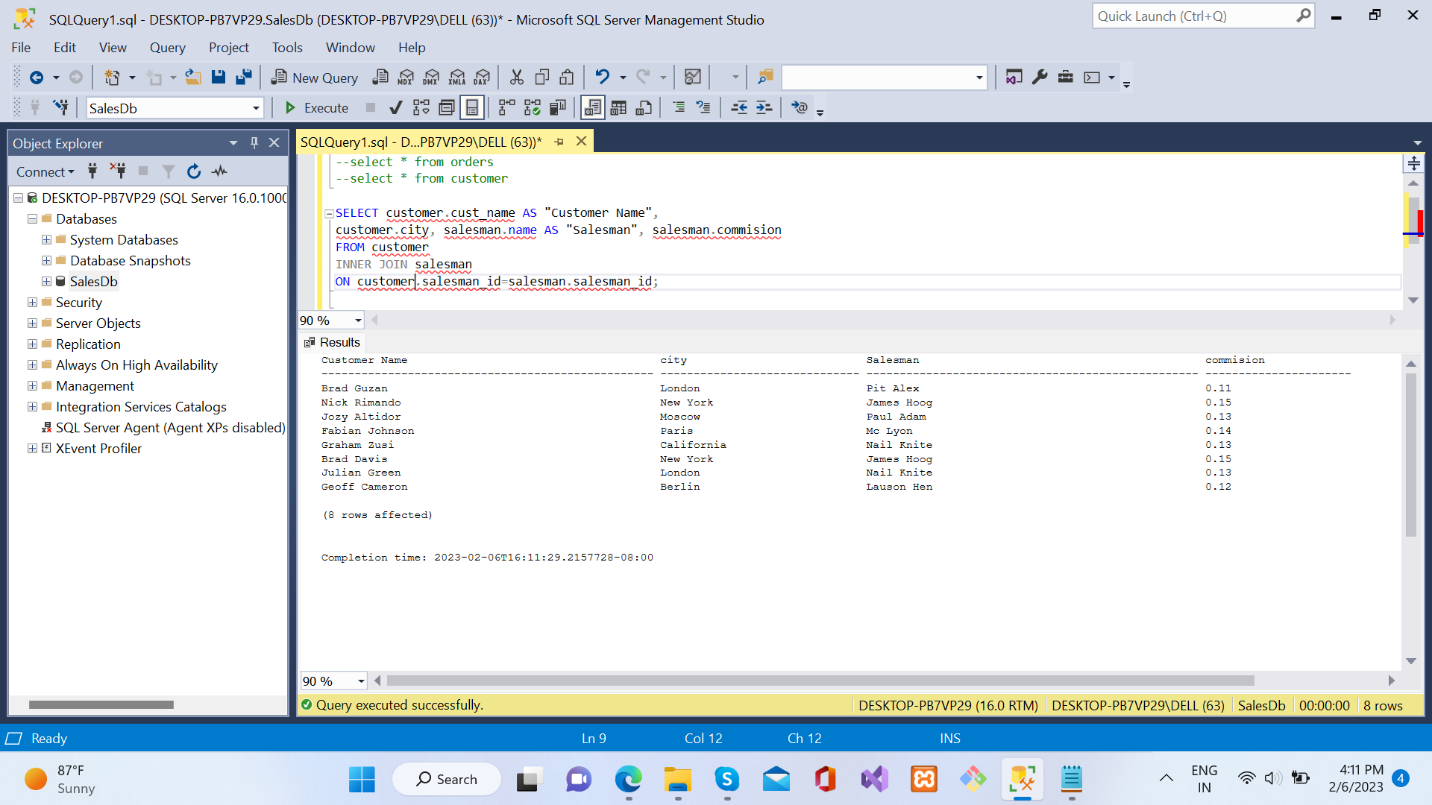 SQLQuery1.sql - DESKTOP-PB7VP29.SalesDb (DESKTOP-PB7VP29\DELL (63))* - Microsoft SQL Server Management Studio
Quick Launch (Ctrl+Q)
File Edit View Query Project Tools Window Help
New Query MDX DMX XMLA DAX
SalesDb Execute
Object Explorer
Connect
DESKTOP-PB7VP29 (SQL Server 16.0.1000
Databases
System Databases
Database Snapshots
SalesDb
Security
Server Objects
Replication
Always On High Availability
Management
Integration Services Catalogs
SQL Server Agent (Agent XPs disabled)
XEvent Profiler
SQLQuery1.sql - D...PB7VP29\DELL (63))*
--select * from orders
--select * from customer
SELECT customer.cust_name AS "Customer Name",
customer.city, salesman.name AS "Salesman", salesman.commision
FROM customer
INNER JOIN salesman
ON customer.salesman_id=salesman.salesman_id;
90 %
Results
Customer Name city Salesman commision
Brad Guzan London Pit Alex 0.11
Nick Rimando New York James Hoog 0.15
Jozy Altidor Moscow Paul Adam 0.13
Fabian Johnson Paris Mc Lyon 0.14
Graham Zusi California Nail Knite 0.13
Brad Davis New York James Hoog 0.15
Julian Green London Nail Knite 0.13
Geoff Cameron Berlin Lauson Hen 0.12
(8 rows affected)
Completion time: 2023-02-06T16:11:29.2157728-08:00
90 %
Query executed successfully. DESKTOP-PB7VP29 (16.0 RTM) DESKTOP-PB7VP29\DELL (63) SalesDb 00:00:00 8 rows
Ready Ln 9 Col 12 Ch 12 INS
87°F
Sunny
Search
ENG
IN
4:11 PM
2/6/2023
4